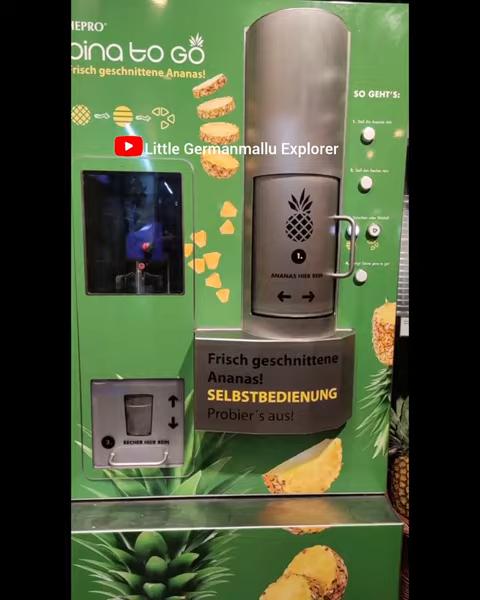 HEPRO®
pina to Go
Frisch geschnittene Ananas!
SO GEHT'S:
Little Germanmallu Explorer
1.
ANANAS HIER REIN
Frisch geschnittene
Ananas!
SELBSTBEDIENUNG
Probier´s aus!
2.
BECHER HIER REIN